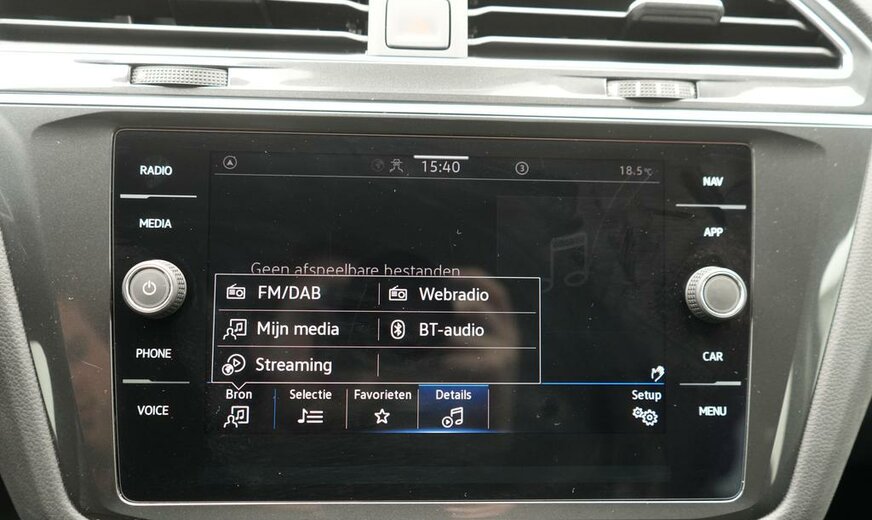 RADIO
MEDIA
PHONE
VOICE
15:40
3
18.5°C
Geen afspeelbare bestanden
FM/DAB
Webradio
Mijn media
BT-audio
Streaming
Bron
Selectie
Favorieten
Details
Setup
NAV
APP
CAR
MENU